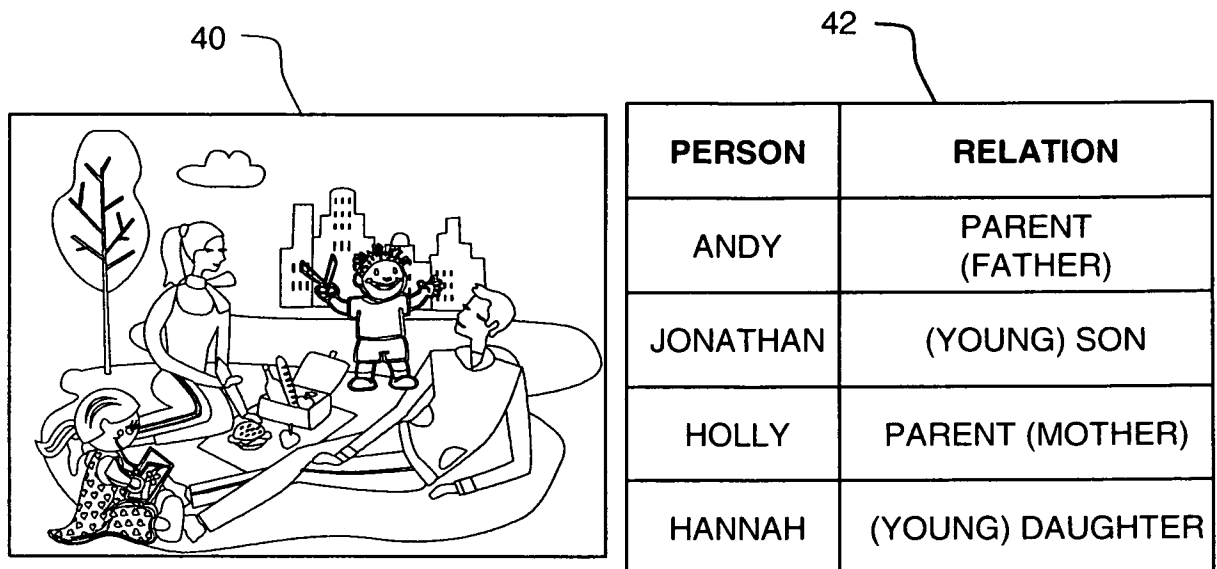 40
42
PERSON RELATION
ANDY PARENT
(FATHER)
JONATHAN (YOUNG) SON
HOLLY PARENT (MOTHER)
HANNAH (YOUNG) DAUGHTER